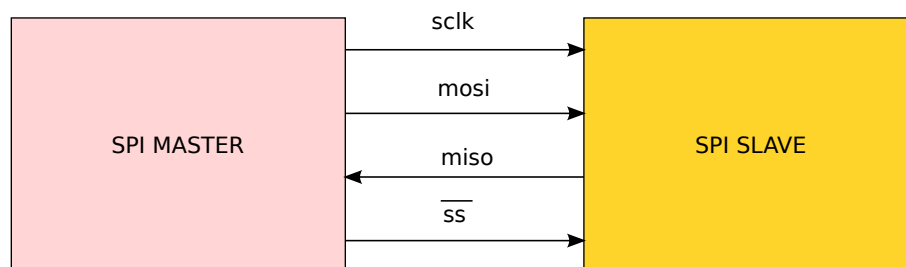 sclk
mosi
SPI MASTER
SPI SLAVE
miso
ss